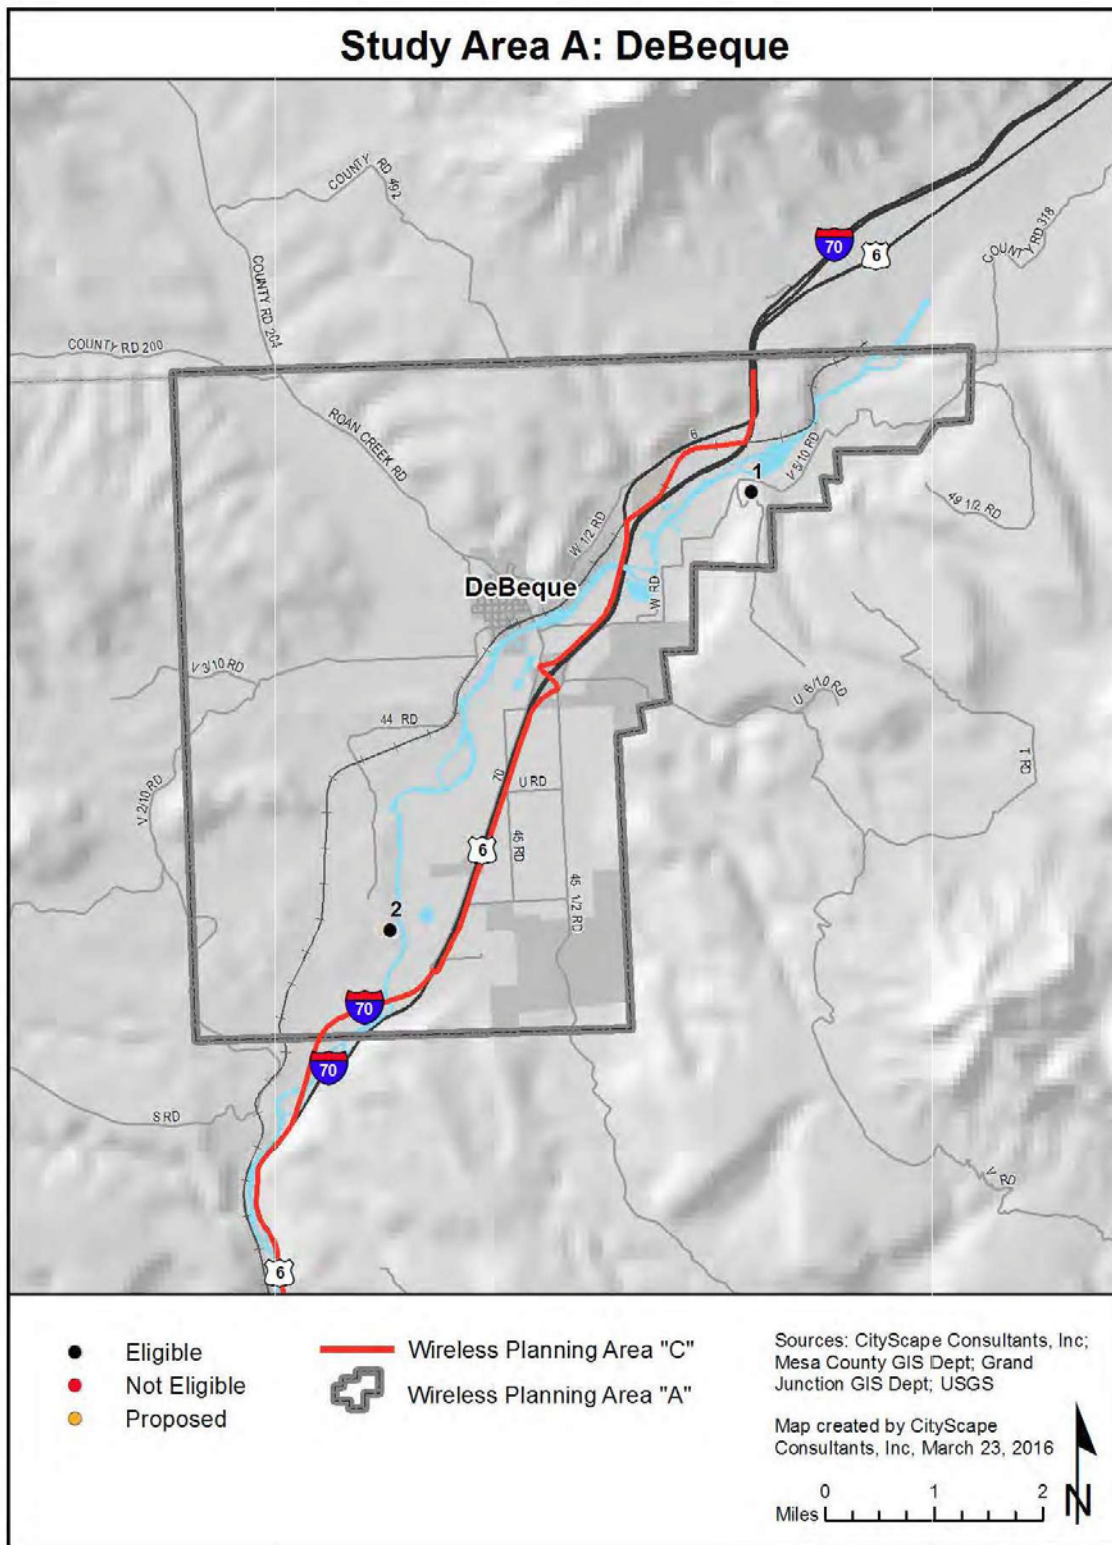 Study Area A: DeBeque
COUNTY RD 492
COUNTY RD 318
70
6
COUNTY RD 204
COUNTY RD 200
ROAN CREEK RD
6
V 5/10 RD
1
49 1/2 RD
W 1/2 RD
DeBeque
W RD
V 3/10 RD
U 6/10 RD
44 RD
70
U RD
T RD
V 2/10 RD
6
45 RD
45 1/2 RD
2
70
70
S RD
V RD
6
Eligible
Not Eligible
Proposed
Wireless Planning Area "C"
Wireless Planning Area "A"
Sources: CityScape Consultants, Inc;
Mesa County GIS Dept; Grand
Junction GIS Dept; USGS
Map created by CityScape
Consultants, Inc, March 23, 2016
0 1 2
Miles
N